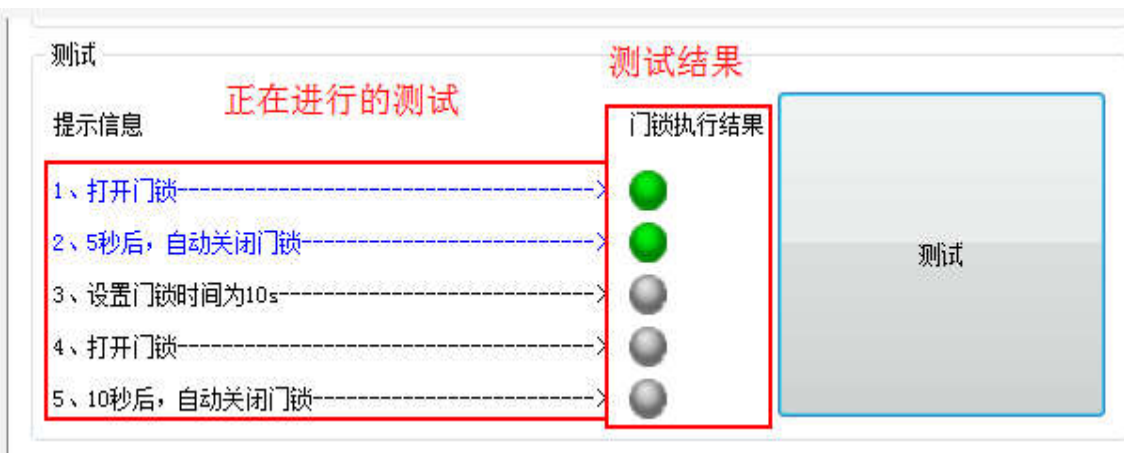 测试
测试结果
正在进行的测试
提示信息
门锁执行结果
1、打开门锁------------------------------------->
2、5秒后，自动关闭门锁-------------------------->
3、设置门锁时间为10s---------------------------->
4、打开门锁------------------------------------->
5、10秒后，自动关闭门锁------------------------->
测试